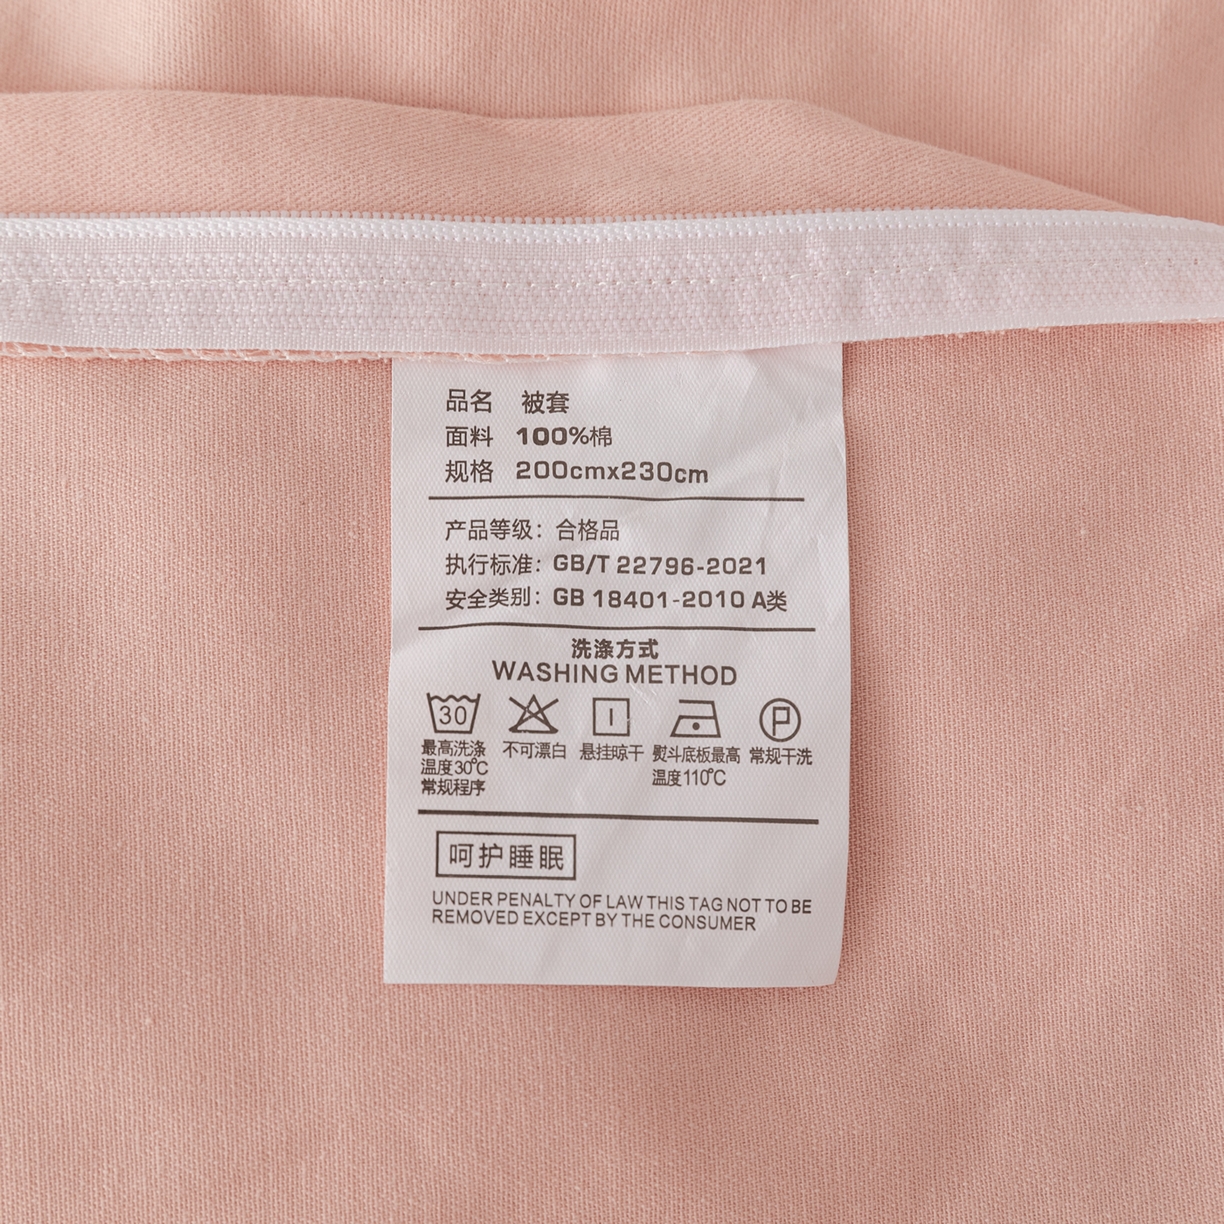 品名 被套
面料 100%棉
规格 200cmx230cm
产品等级：合格品
执行标准：GB/T 22796-2021
安全类别：GB 18401-2010 A类
洗涤方式
WASHING METHOD
30
最高洗涤 不可漂白 悬挂晾干 熨斗底板最高 常规干洗
温度30℃ 温度110℃
常规程序
P
呵护睡眠
UNDER PENALTY OF LAW THIS TAG NOT TO BE
REMOVED EXCEPT BY THE CONSUMER